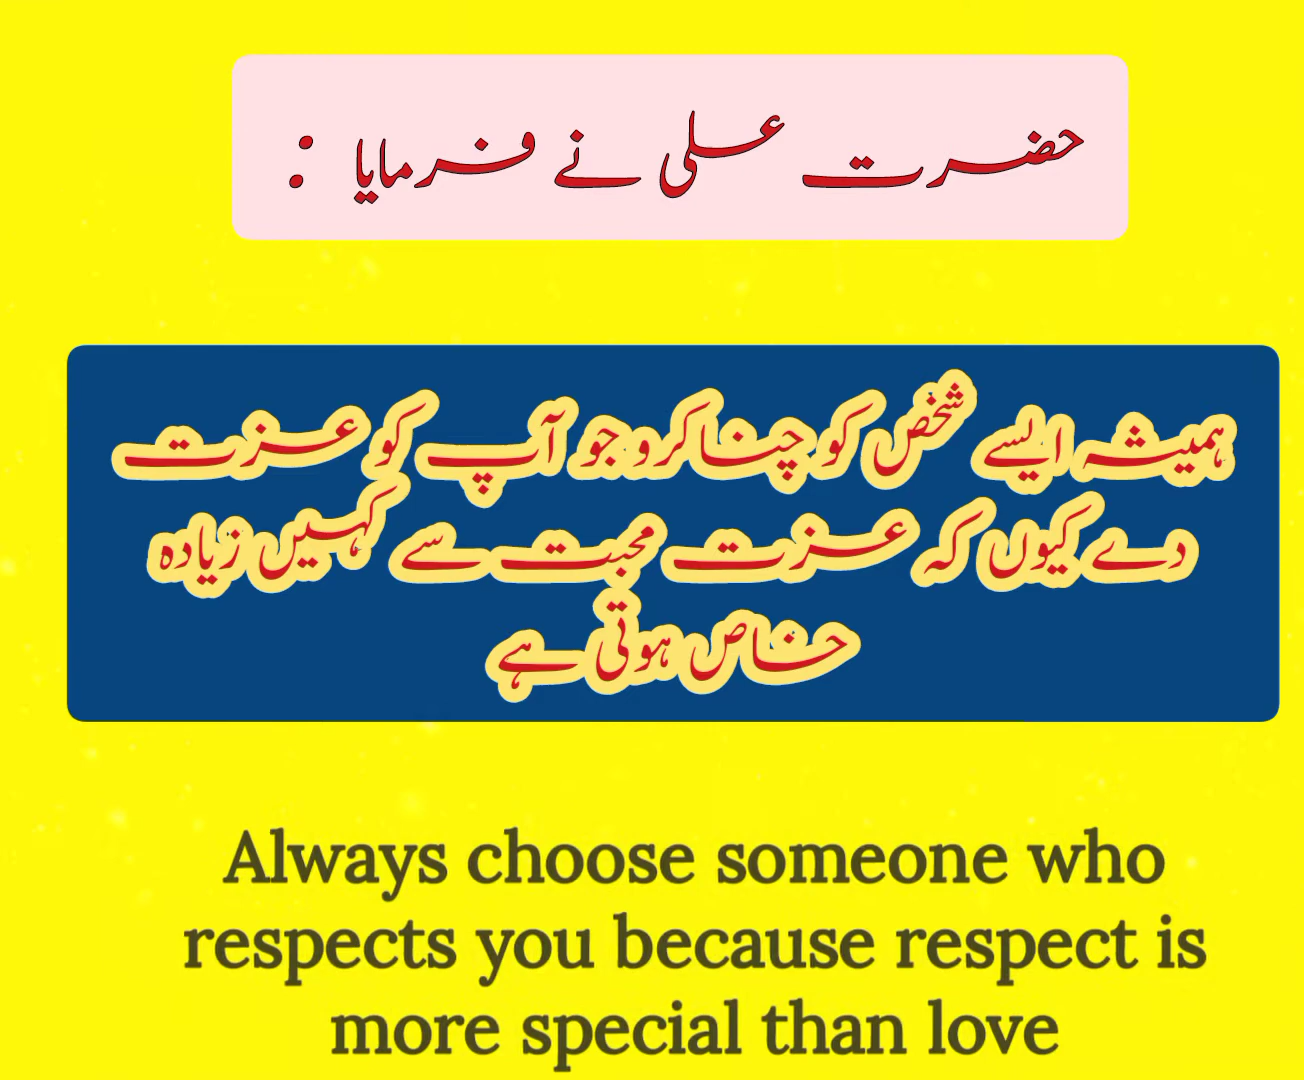 حضرت علی نے فرمایا :
ہمیشہ ایسے شخص کو چنا کرو جو آپ کو عزت
دے کیوں کہ عزت محبت سے کہیں زیادہ
خاص ہوتی ہے
Always choose someone who
respects you because respect is
more special than love